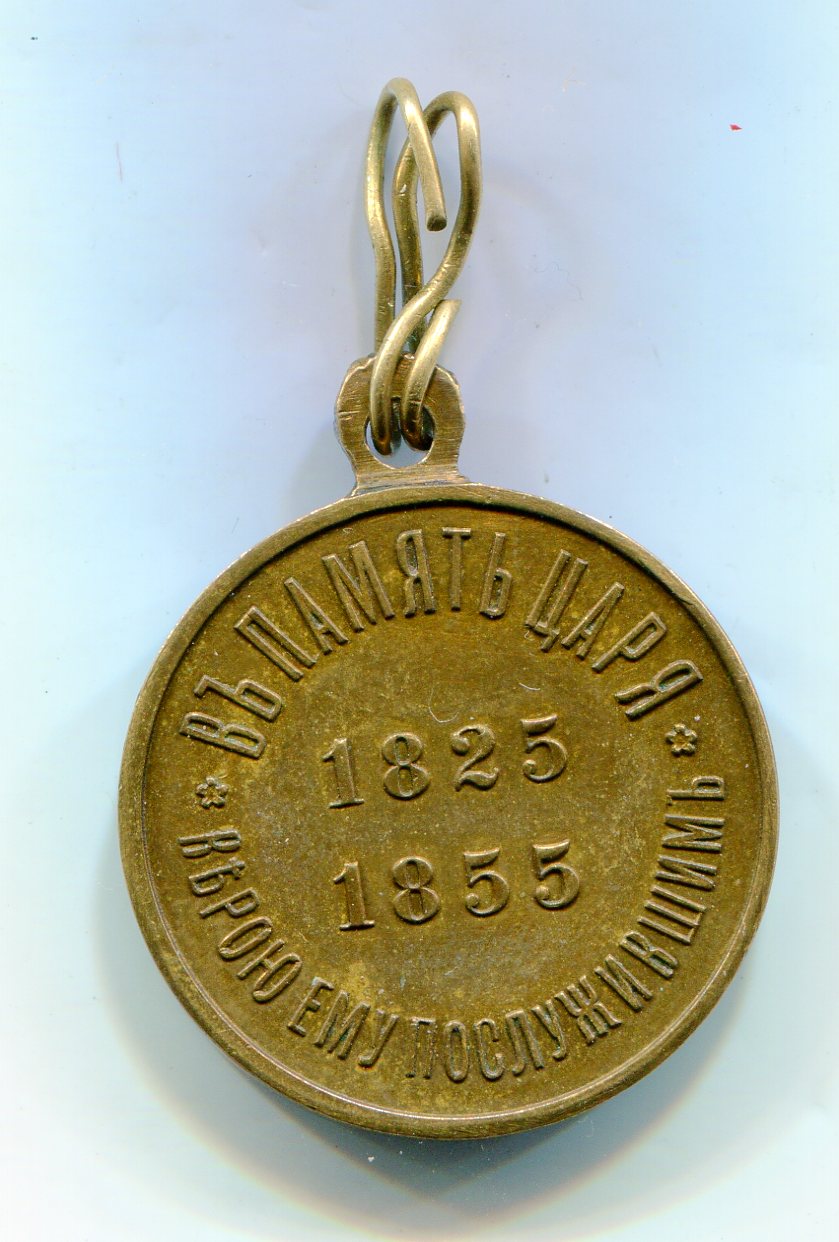 ВЪ ПАМЯТЬ ЦАРЯ
1825
1855
ВѢРОЮ ЕМУ ПОСЛУЖИВШИМЪ